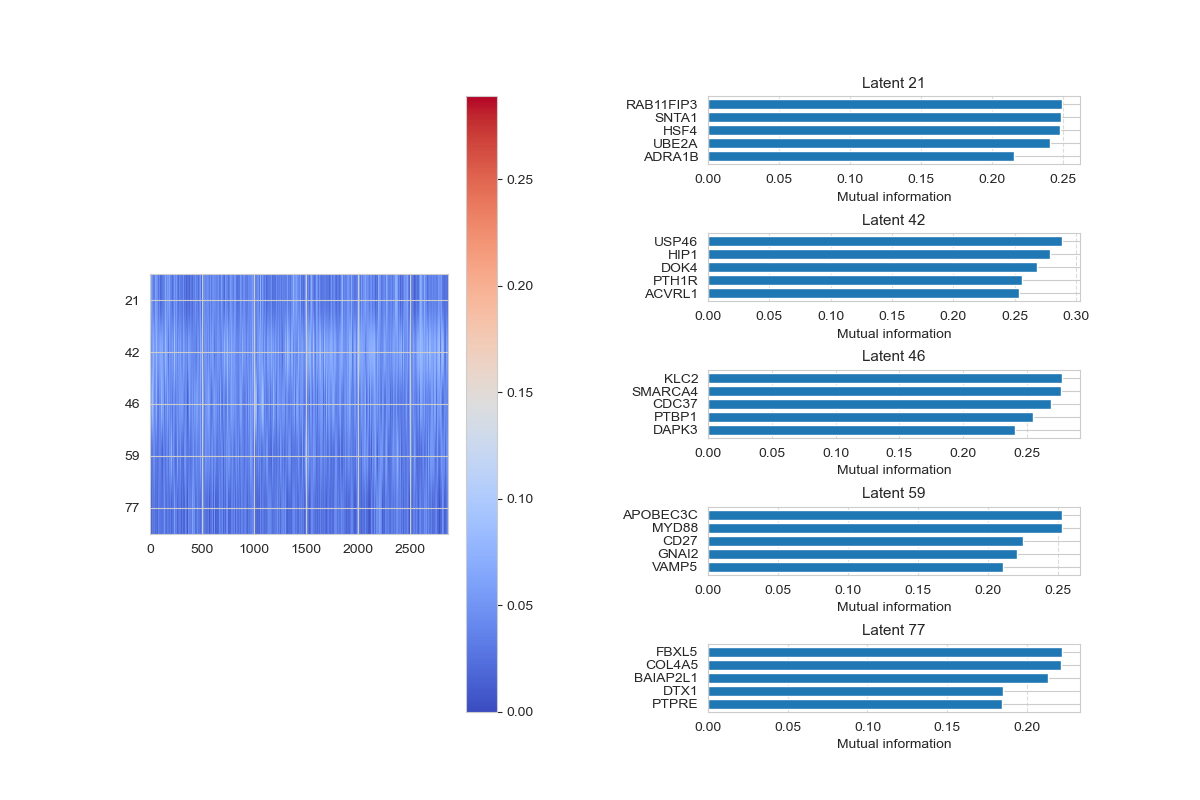 21
42
46
59
77
0 500 1000 1500 2000 2500
0.25
0.20
0.15
0.10
0.05
0.00
Latent 21
RAB11FIP3
SNTA1
HSF4
UBE2A
ADRA1B
0.00 0.05 0.10 0.15 0.20 0.25
Mutual information
Latent 42
USP46
HIP1
DOK4
PTH1R
ACVRL1
0.00 0.05 0.10 0.15 0.20 0.25 0.30
Mutual information
Latent 46
KLC2
SMARCA4
CDC37
PTBP1
DAPK3
0.00 0.05 0.10 0.15 0.20 0.25
Mutual information
Latent 59
APOBEC3C
MYD88
CD27
GNAI2
VAMP5
0.00 0.05 0.10 0.15 0.20 0.25
Mutual information
Latent 77
FBXL5
COL4A5
BAIAP2L1
DTX1
PTPRE
0.00 0.05 0.10 0.15 0.20
Mutual information